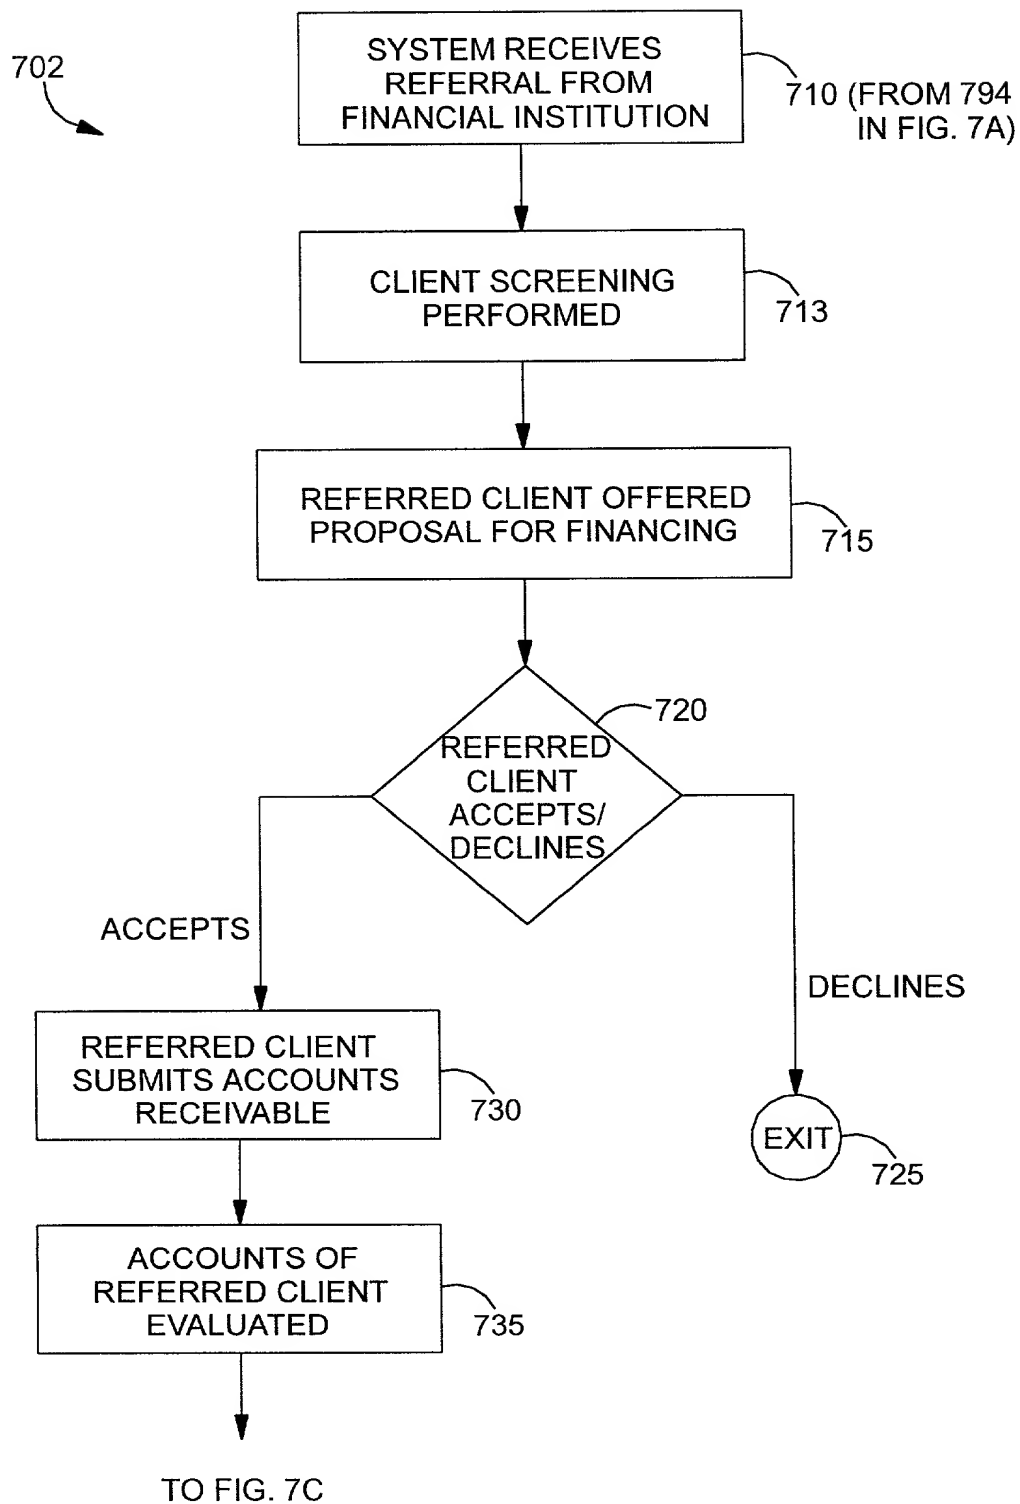 702
SYSTEM RECEIVES
REFERRAL FROM
FINANCIAL INSTITUTION
710 (FROM 794
IN FIG. 7A)
CLIENT SCREENING
PERFORMED
713
REFERRED CLIENT OFFERED
PROPOSAL FOR FINANCING
715
720
REFERRED
CLIENT
ACCEPTS/
DECLINES
ACCEPTS
DECLINES
REFERRED CLIENT
SUBMITS ACCOUNTS
RECEIVABLE
730
EXIT
725
ACCOUNTS OF
REFERRED CLIENT
EVALUATED
735
TO FIG. 7C